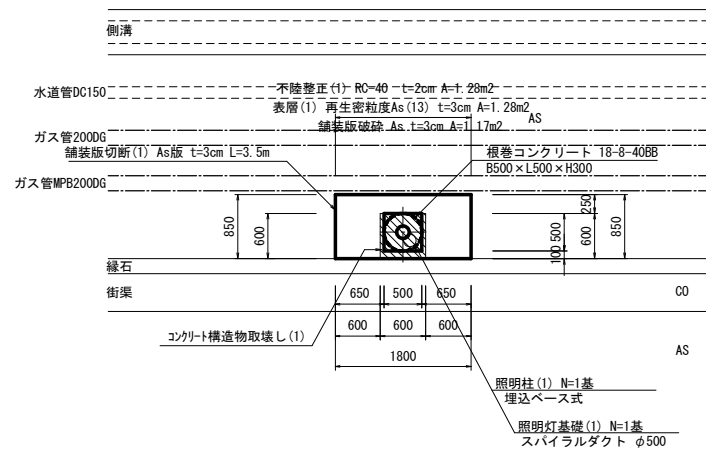 側溝
水道管DC150
不陸整正(1) RC-40 t=2cm A=1.28m2
表層(1) 再生密粒度As(13) t=3cm A=1.28m2
AS
舗装版破砕 As t=3cm A=1.17m2
ガス管200DG
舗装版切断(1) As版 t=3cm L=3.5m
根巻コンクリート 18-8-40BB
B500×L500×H300
ガス管MPB200DG
850
600
250
500
100
600
850
縁石
街渠
650
500
650
CO
600
600
600
コンクリート構造物取壊し(1)
1800
AS
照明柱(1) N=1基
埋込ベース式
照明灯基礎(1) N=1基
スパイラルダクト φ500